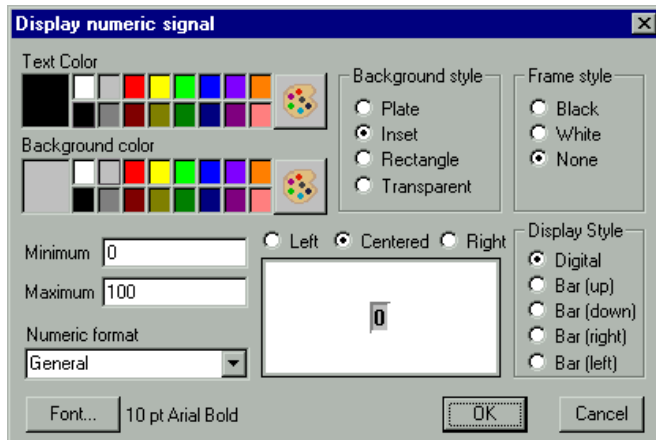 Display numeric signal
Text Color
Background color
Background style
Plate
Inset
Rectangle
Transparent
Frame style
Black
White
None
Minimum 0
Maximum 100
Numeric format
General
Left Centered Right
0
Display Style
Digital
Bar (up)
Bar (down)
Bar (right)
Bar (left)
Font... 10 pt Arial Bold
OK Cancel